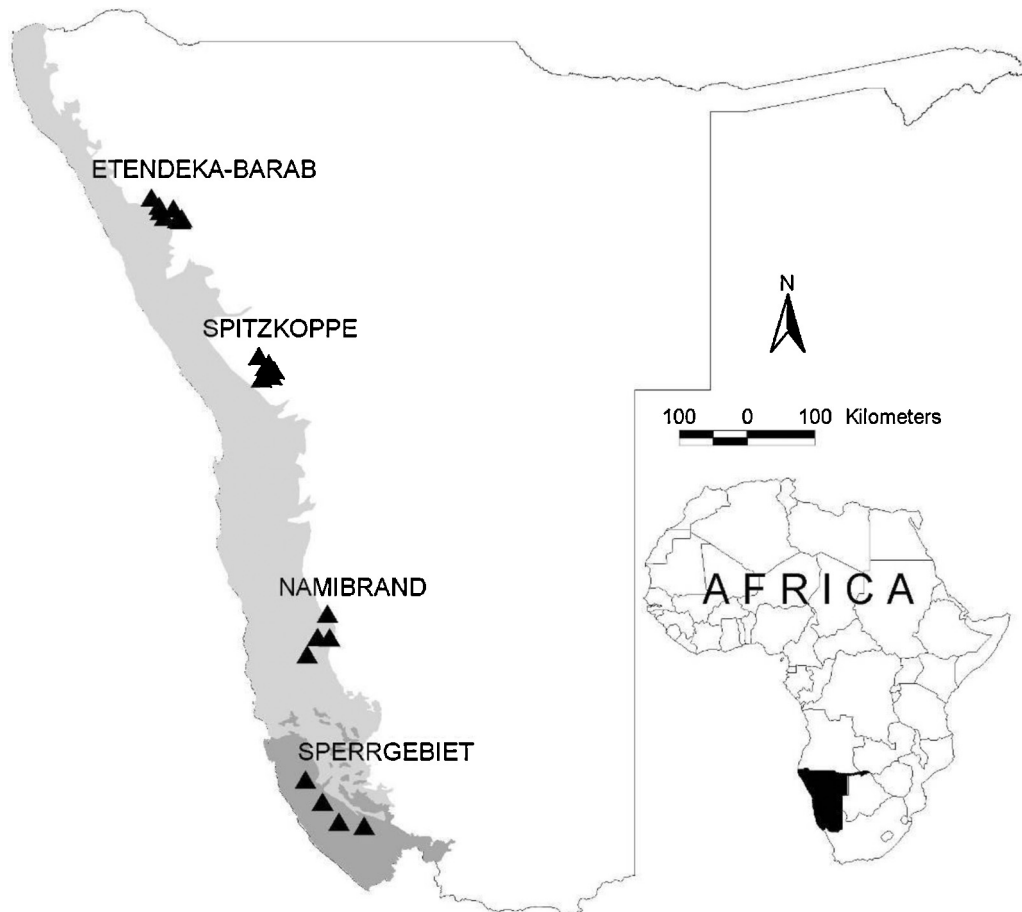 ETENDEKA-BARAB
SPITZKOPPE
N
100 0 100 Kilometers
AFRICA
NAMIBRAND
SPERRGEBIET